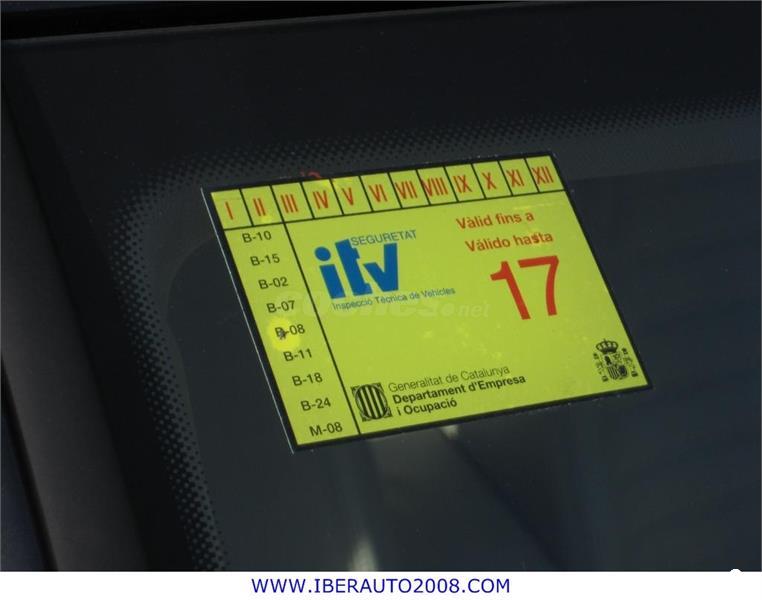 I II III IV V VI VII VIII IX X XI XII
B-10
B-15
B-02
B-07
B-08
B-11
B-18
B-24
M-08
SEGURETAT
itv
Inspecció Tècnica de Vehicles
Vàlid fins a
Válido hasta
17
coches.net
Generalitat de Catalunya
Departament d'Empresa
i Ocupació
WWW.IBERAUTO2008.COM